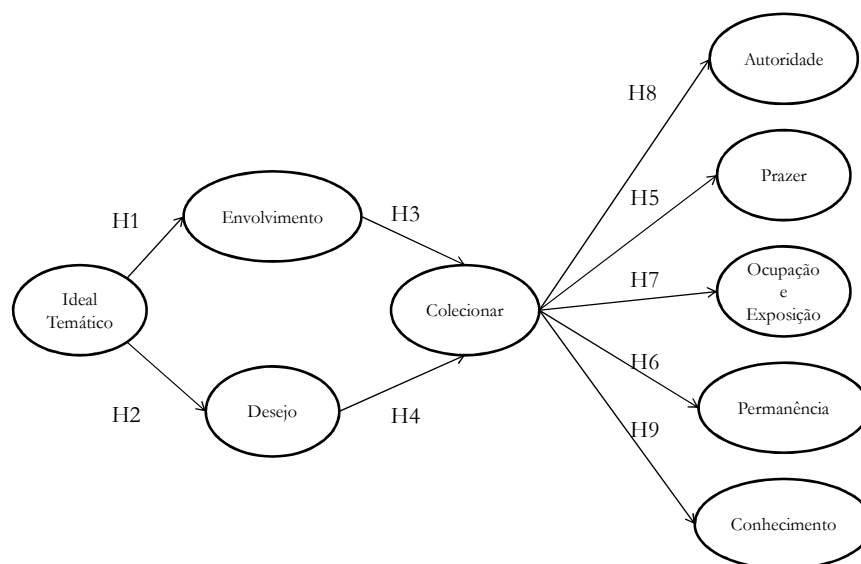 Autoridade
H8
Prazer
H5
H1
Envolvimento
H3
Ideal
Temático
Colecionar
H7
Ocupação
e
Exposição
H2
Desejo
H4
H6
Permanência
H9
Conhecimento